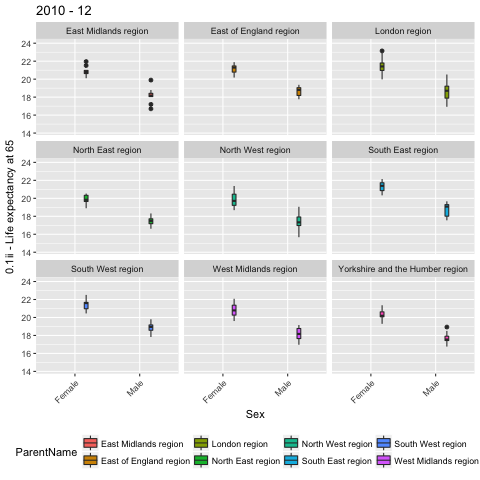 2010 - 12
East Midlands region East of England region London region
24
22
20
18
16
14
North East region North West region South East region
24
22
20
18
16
14
South West region West Midlands region Yorkshire and the Humber region
24
22
20
18
16
14
0.1ii - Life expectancy at 65
Female Male Female Male Female Male
Sex
ParentName
East Midlands region London region North West region South West region
East of England region North East region South East region West Midlands region